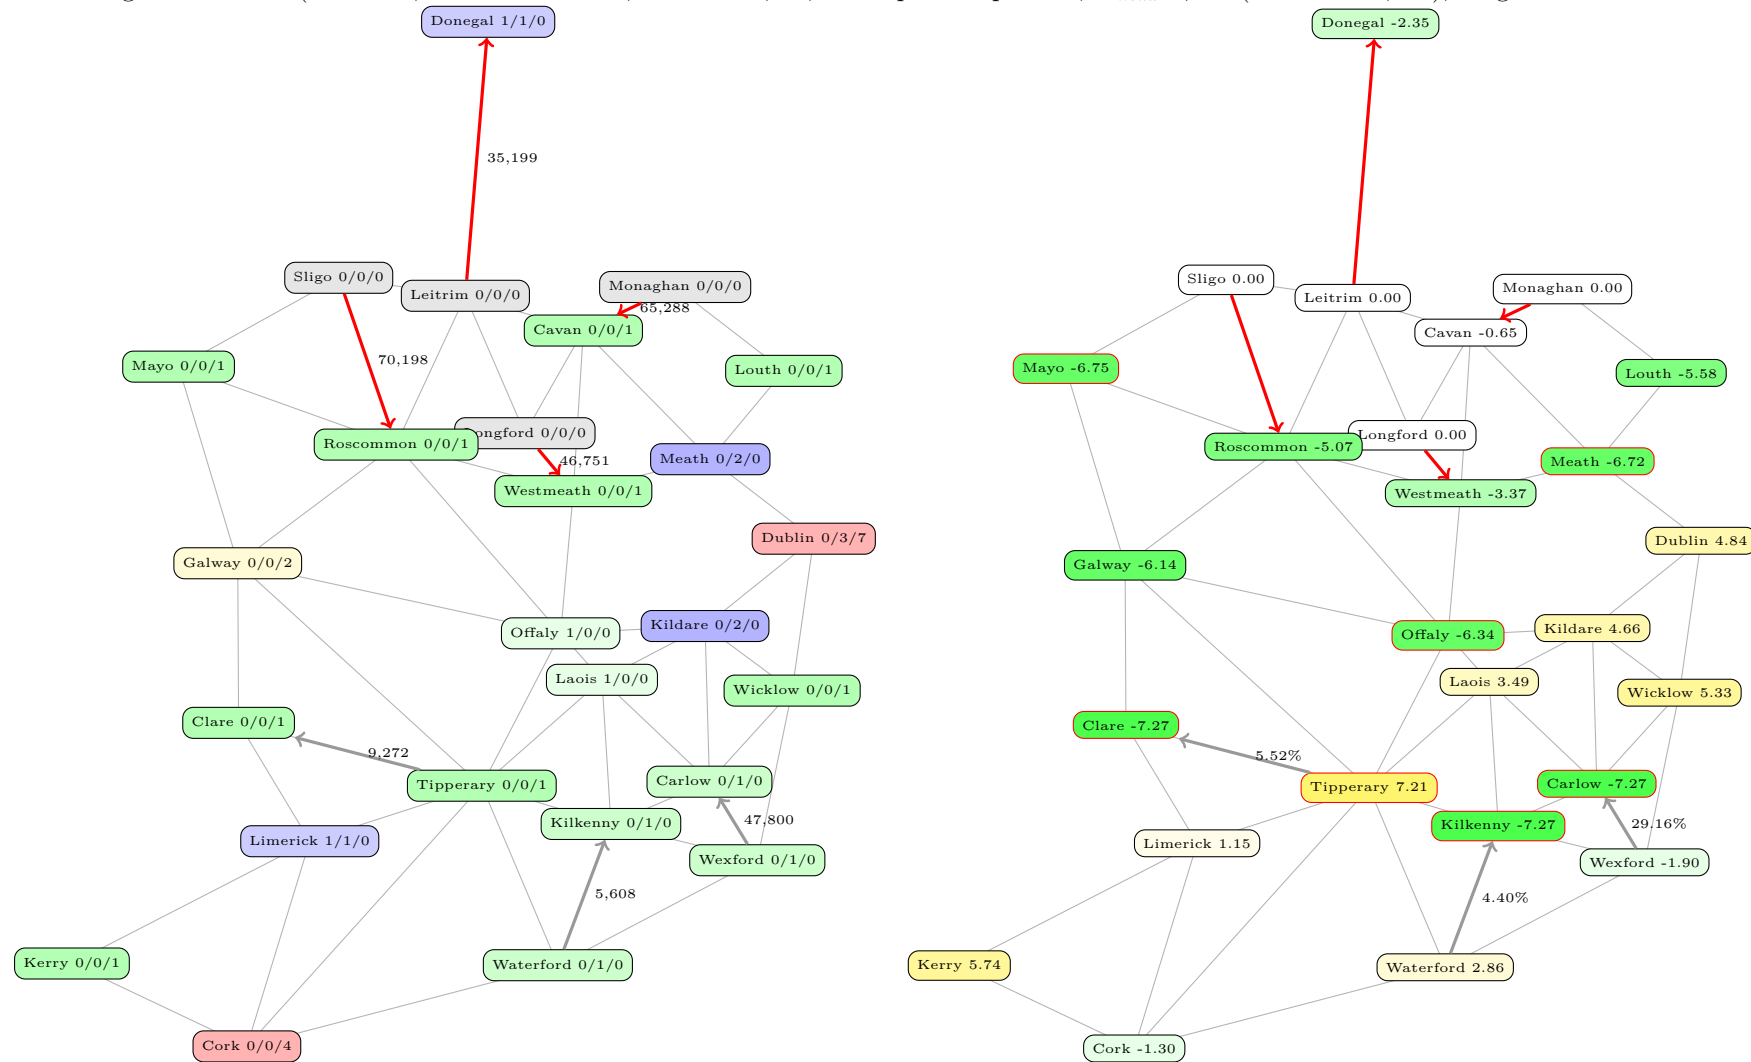 Donegal 1/1/0
35,199
Sligo 0/0/0
Leitrim 0/0/0
Monaghan 0/0/0
65,288
Cavan 0/0/1
Mayo 0/0/1
70,198
Louth 0/0/1
Longford 0/0/0
Roscommon 0/0/1
46,751
Meath 0/2/0
Westmeath 0/0/1
Dublin 0/3/7
Galway 0/0/2
Offaly 1/0/0
Kildare 0/2/0
Laois 1/0/0
Wicklow 0/0/1
Clare 0/0/1
9,272
Tipperary 0/0/1
Carlow 0/1/0
Kilkenny 0/1/0
47,800
Limerick 1/1/0
Wexford 0/1/0
5,608
Kerry 0/0/1
Waterford 0/1/0
Cork 0/0/4
Donegal -2.35
Sligo 0.00
Leitrim 0.00
Monaghan 0.00
Cavan -0.65
Mayo -6.75
Louth -5.58
Longford 0.00
Roscommon -5.07
Meath -6.72
Westmeath -3.37
Dublin 4.84
Galway -6.14
Offaly -6.34
Kildare 4.66
Laois 3.49
Wicklow 5.33
Clare -7.27
5.52%
Tipperary 7.21
Carlow -7.27
Kilkenny -7.27
29.16%
Limerick 1.15
Wexford -1.90
4.40%
Kerry 5.74
Waterford 2.86
Cork -1.30